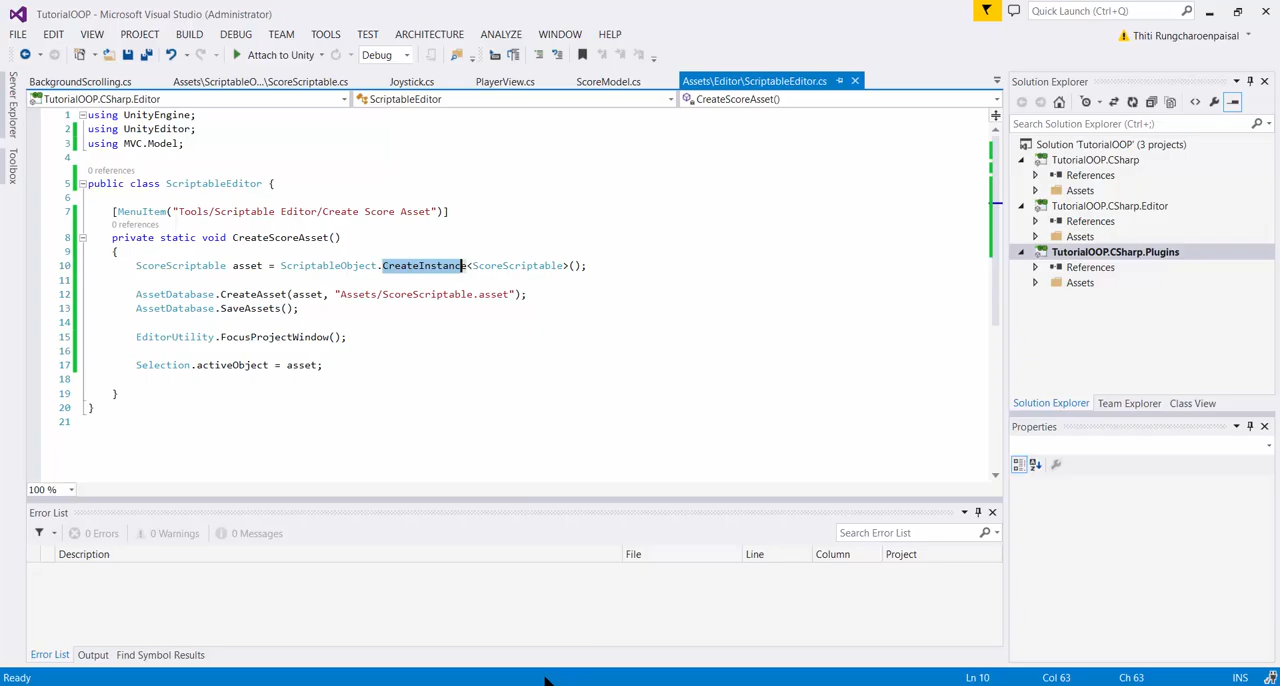 TutorialOOP - Microsoft Visual Studio (Administrator)
Quick Launch (Ctrl+Q)
FILE EDIT VIEW PROJECT BUILD DEBUG TEAM TOOLS TEST ARCHITECTURE ANALYZE WINDOW HELP
Thiti Rungcharoenpaisal
Attach to Unity Debug
Server Explorer
Toolbox
BackgroundScrolling.cs Assets\ScriptableO...\ScoreScriptable.cs Joystick.cs PlayerView.cs ScoreModel.cs Assets\Editor\ScriptableEditor.cs
TutorialOOP.CSharp.Editor ScriptableEditor CreateScoreAsset()
1 using UnityEngine;
2 using UnityEditor;
3 using MVC.Model;
4
0 references
5 public class ScriptableEditor {
6
7 [MenuItem("Tools/Scriptable Editor/Create Score Asset")]
0 references
8 private static void CreateScoreAsset()
9 {
10 ScoreScriptable asset = ScriptableObject.CreateInstance<ScoreScriptable>();
11
12 AssetDatabase.CreateAsset(asset, "Assets/ScoreScriptable.asset");
13 AssetDatabase.SaveAssets();
14
15 EditorUtility.FocusProjectWindow();
16
17 Selection.activeObject = asset;
18
19 }
20 }
21
100 %
Error List
0 Errors 0 Warnings 0 Messages
Search Error List
Description File Line Column Project
Error List Output Find Symbol Results
Solution Explorer
Search Solution Explorer (Ctrl+;)
Solution 'TutorialOOP' (3 projects)
TutorialOOP.CSharp
References
Assets
TutorialOOP.CSharp.Editor
References
Assets
TutorialOOP.CSharp.Plugins
References
Assets
Solution Explorer Team Explorer Class View
Properties
Ready Ln 10 Col 63 Ch 63 INS